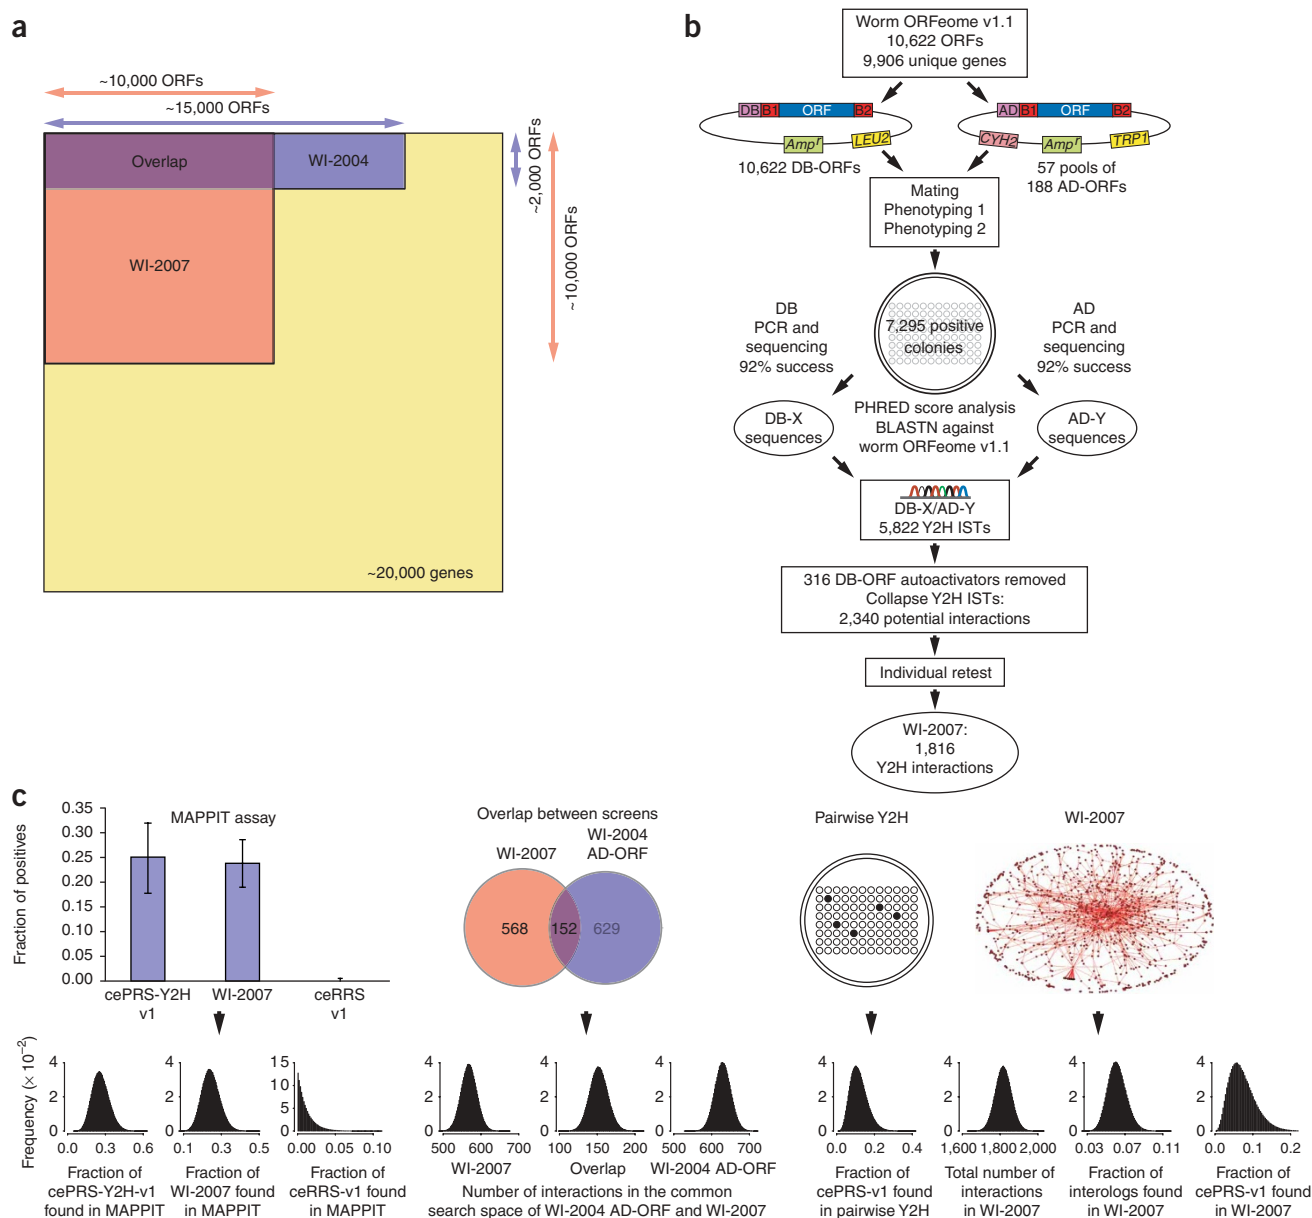 a
~10,000 ORFs
~15,000 ORFs
Overlap
WI-2004
~2,000 ORFs
WI-2007
~10,000 ORFs
~20,000 genes
b
Worm ORFeome v1.1
10,622 ORFs
9,906 unique genes
DB B1 ORF B2
Ampʳ LEU2
10,622 DB-ORFs
AD B1 ORF B2
CYH2 Ampʳ TRP1
57 pools of
188 AD-ORFs
Mating
Phenotyping 1
Phenotyping 2
7,295 positive
colonies
DB
PCR and
sequencing
92% success
AD
PCR and
sequencing
92% success
DB-X
sequences
PHRED score analysis
BLASTN against
worm ORFeome v1.1
AD-Y
sequences
DB-X/AD-Y
5,822 Y2H ISTs
316 DB-ORF autoactivators removed
Collapse Y2H ISTs:
2,340 potential interactions
Individual retest
WI-2007:
1,816
Y2H interactions
c
MAPPIT assay
Fraction of positives
0.35
0.30
0.25
0.20
0.15
0.10
0.05
0.00
cePRS-Y2H
v1
WI-2007
ceRRS
v1
Overlap between screens
WI-2007
WI-2004
AD-ORF
568 152 629
Pairwise Y2H
WI-2007
Frequency (× 10⁻²)
4
2
0
0.0 0.3 0.6
Fraction of
cePRS-Y2H-v1
found in MAPPIT
4
2
0
0.1 0.3 0.5
Fraction of
WI-2007 found
in MAPPIT
15
10
5
0
0.00 0.05 0.10
Fraction of
ceRRS-v1 found
in MAPPIT
4
2
0
500 600 700
WI-2007
4
2
0
100 150 200
Overlap
4
2
0
500 600 700
WI-2004 AD-ORF
Number of interactions in the common
search space of WI-2004 AD-ORF and WI-2007
4
2
0
0.0 0.2 0.4
Fraction of
cePRS-v1 found
in pairwise Y2H
4
2
0
1,600 1,800 2,000
Total number of
interactions
in WI-2007
4
2
0
0.03 0.07 0.11
Fraction of
interologs found
in WI-2007
4
2
0
0.0 0.1 0.2
Fraction of
cePRS-v1 found
in WI-2007